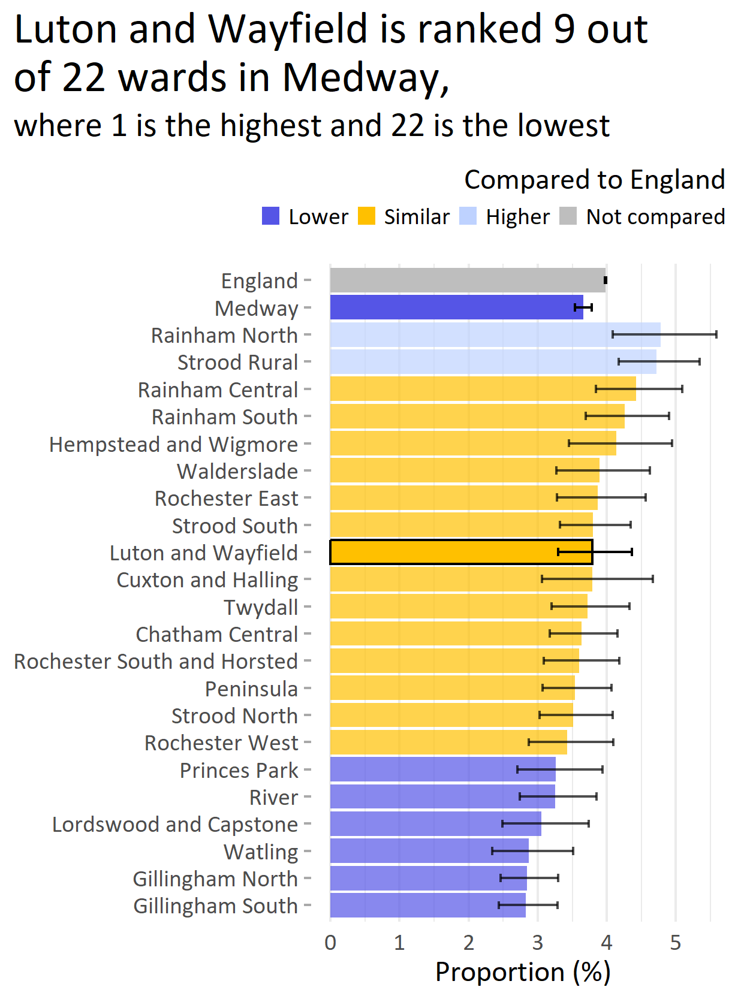 Luton and Wayfield is ranked 9 out
of 22 wards in Medway,
where 1 is the highest and 22 is the lowest
Compared to England
Lower Similar Higher Not compared
England
Medway
Rainham North
Strood Rural
Rainham Central
Rainham South
Hempstead and Wigmore
Walderslade
Rochester East
Strood South
Luton and Wayfield
Cuxton and Halling
Twydall
Chatham Central
Rochester South and Horsted
Peninsula
Strood North
Rochester West
Princes Park
River
Lordswood and Capstone
Watling
Gillingham North
Gillingham South
0 1 2 3 4 5
Proportion (%)